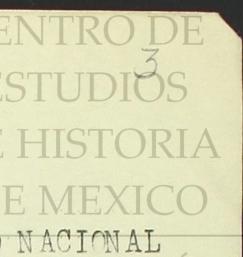 ENTRO DE
3
ESTUDIOS
E HISTORIA
E MEXICO
O NACIONAL